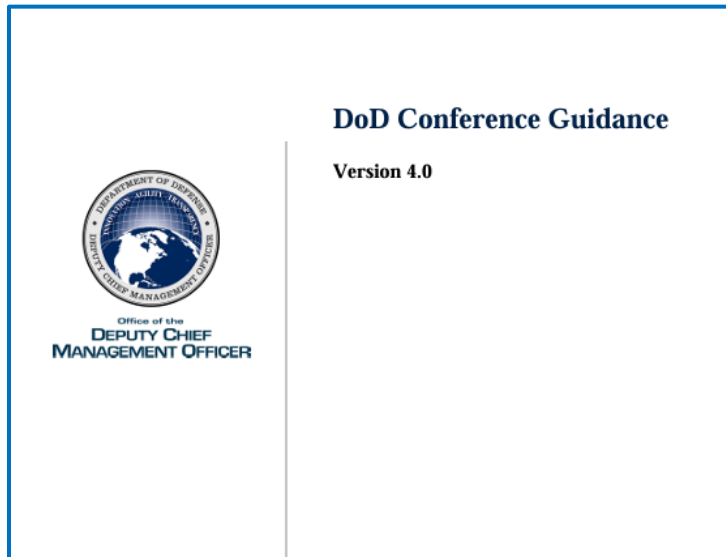 DoD Conference Guidance
Version 4.0
DEPARTMENT OF DEFENSE
INNOVATION AGILITY TRANSPARENCY
DEPUTY CHIEF MANAGEMENT OFFICER
Office of the
DEPUTY CHIEF
MANAGEMENT OFFICER